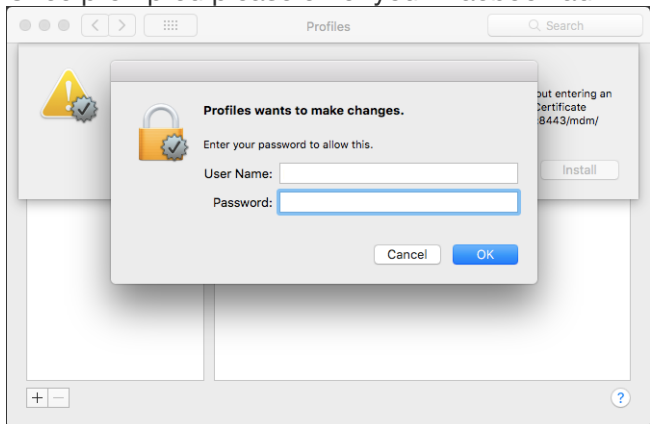 Profiles
Search
out entering an
Certificate
:8443/mdm/
Install
Profiles wants to make changes.
Enter your password to allow this.
User Name:
Password:
Cancel
OK
+
−
?